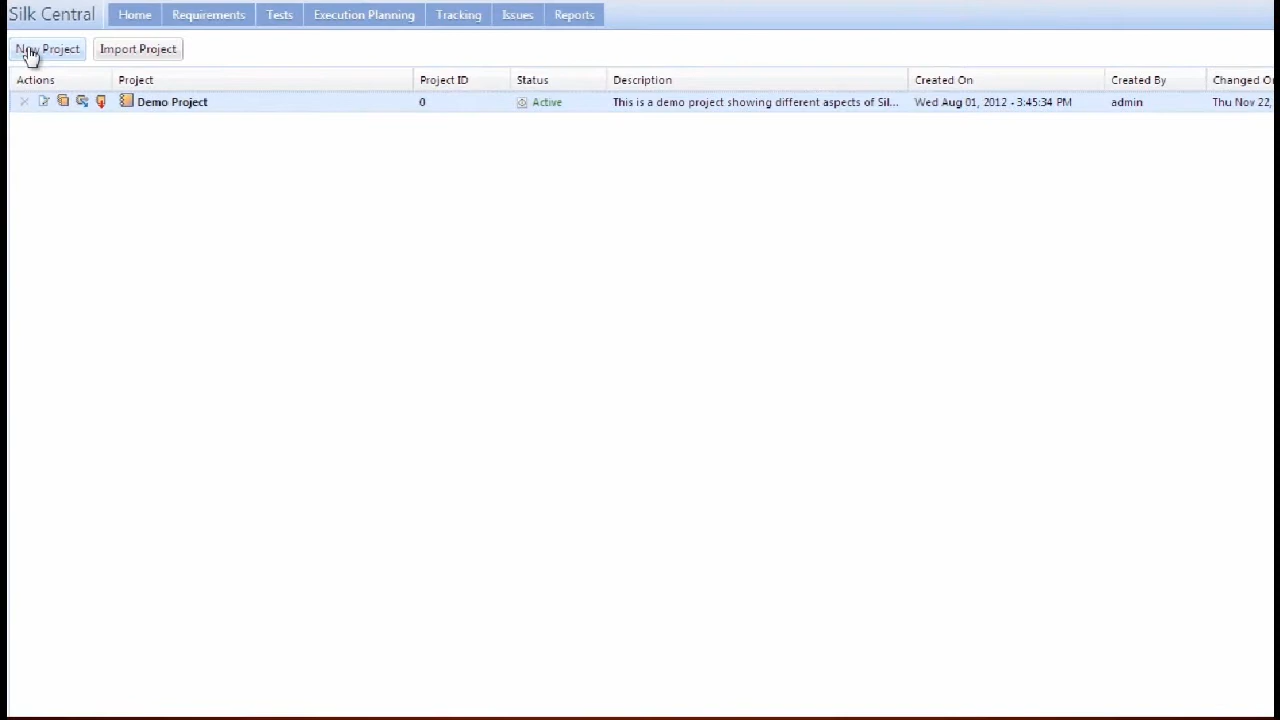 Silk Central Home Requirements Tests Execution Planning Tracking Issues Reports
New Project Import Project
Actions Project Project ID Status Description Created On Created By Changed O
Demo Project 0 Active This is a demo project showing different aspects of Sil... Wed Aug 01, 2012 - 3:45:34 PM admin Thu Nov 22,